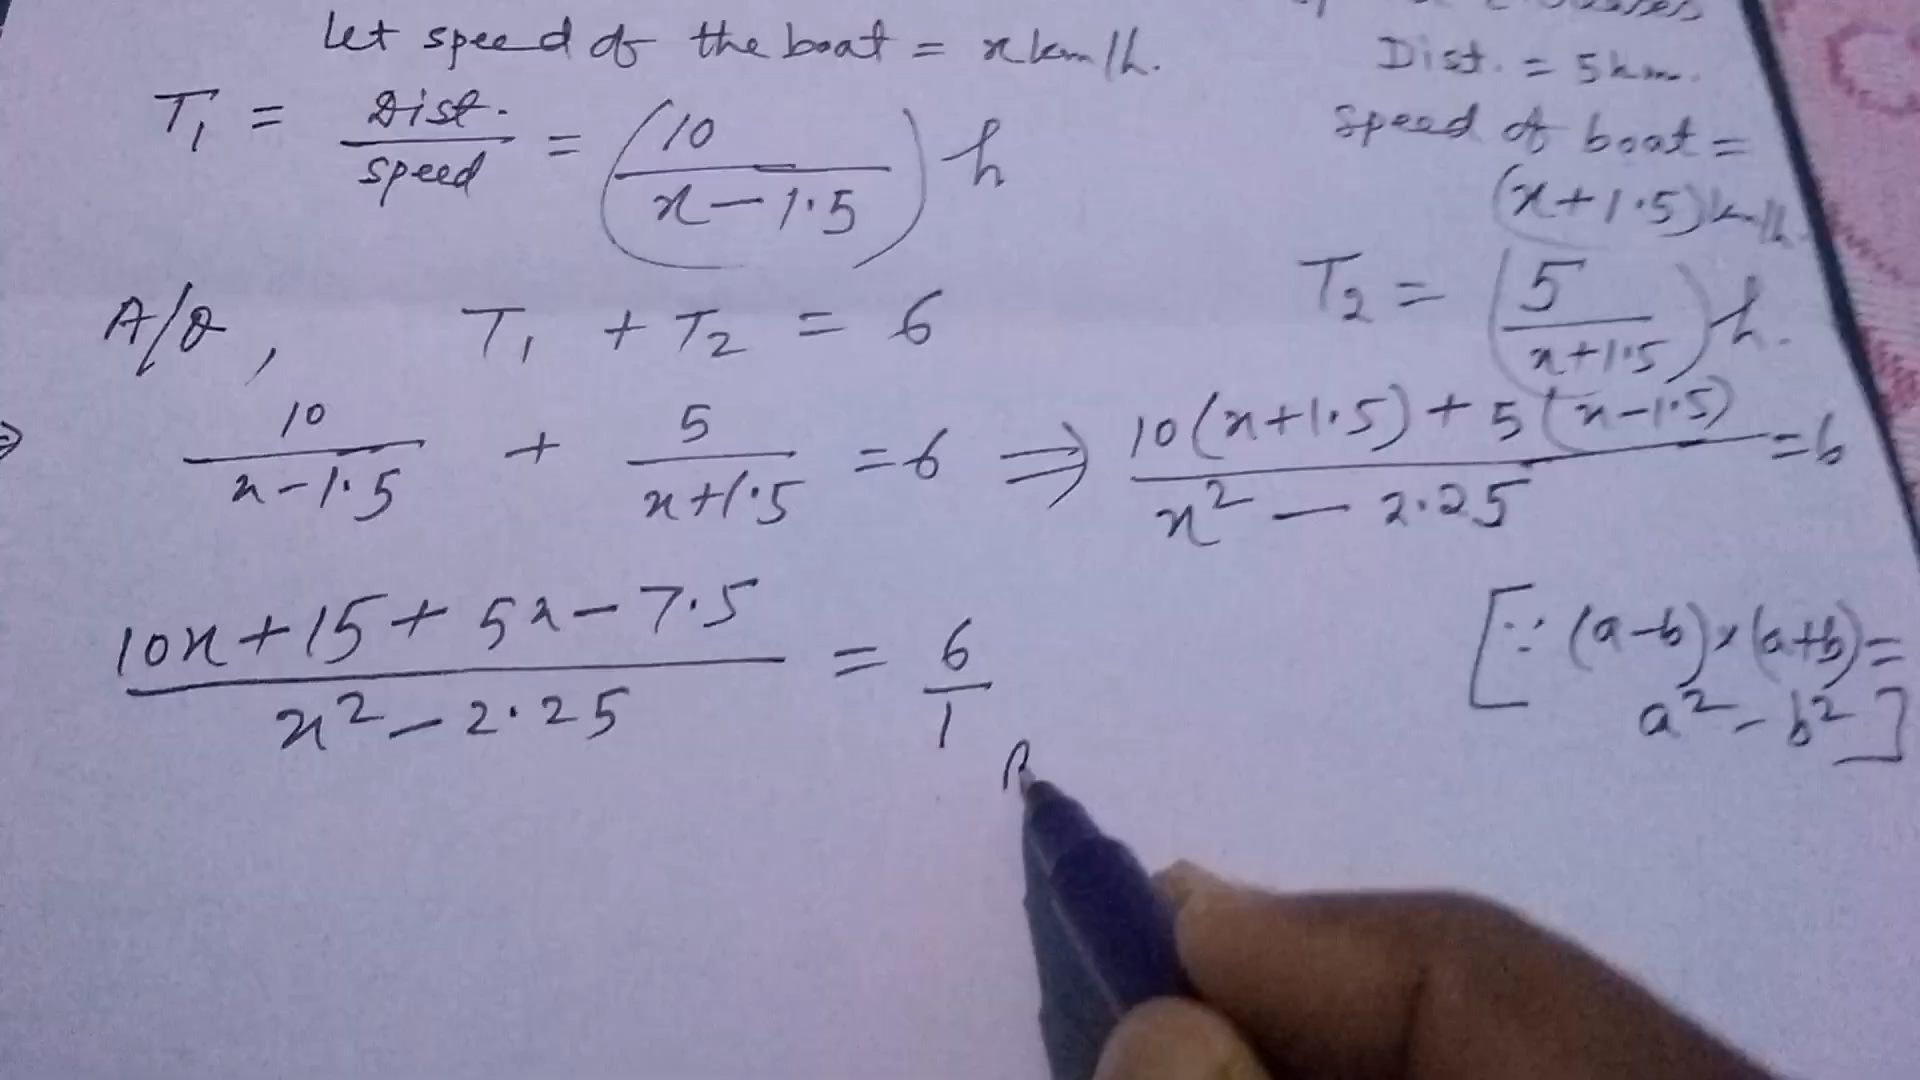 Let speed of the boat = x km/h.
Dist. = 5 km.
T₁ = Dist./speed = (10/(x-1.5)) h
speed of boat =
(x+1.5) km/h.
T₂ = (5/(x+1.5)) h.
A/Q, T₁ + T₂ = 6
⇒ 10/(x-1.5) + 5/(x+1.5) = 6 ⇒ (10(x+1.5) + 5(x-1.5))/(x² - 2.25) = 6
(10x+15+5x-7.5)/(x²-2.25) = 6/1
[∵ (a-b)×(a+b) =
a²-b²]